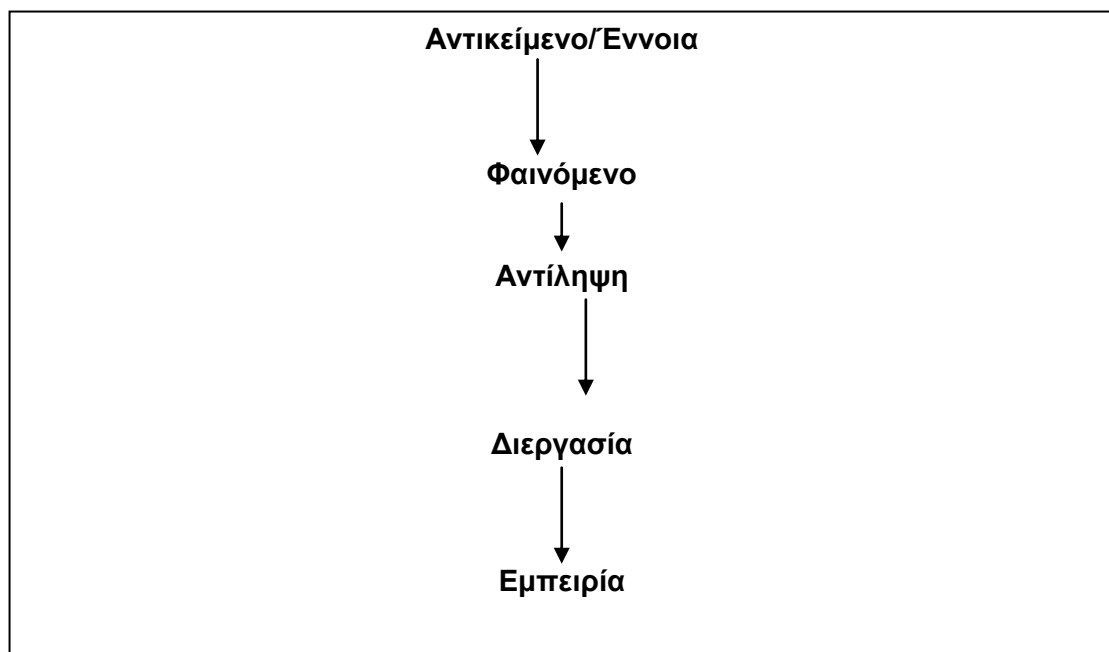 Αντικείμενο/Έννοια
Φαινόμενο
Αντίληψη
Διεργασία
Εμπειρία